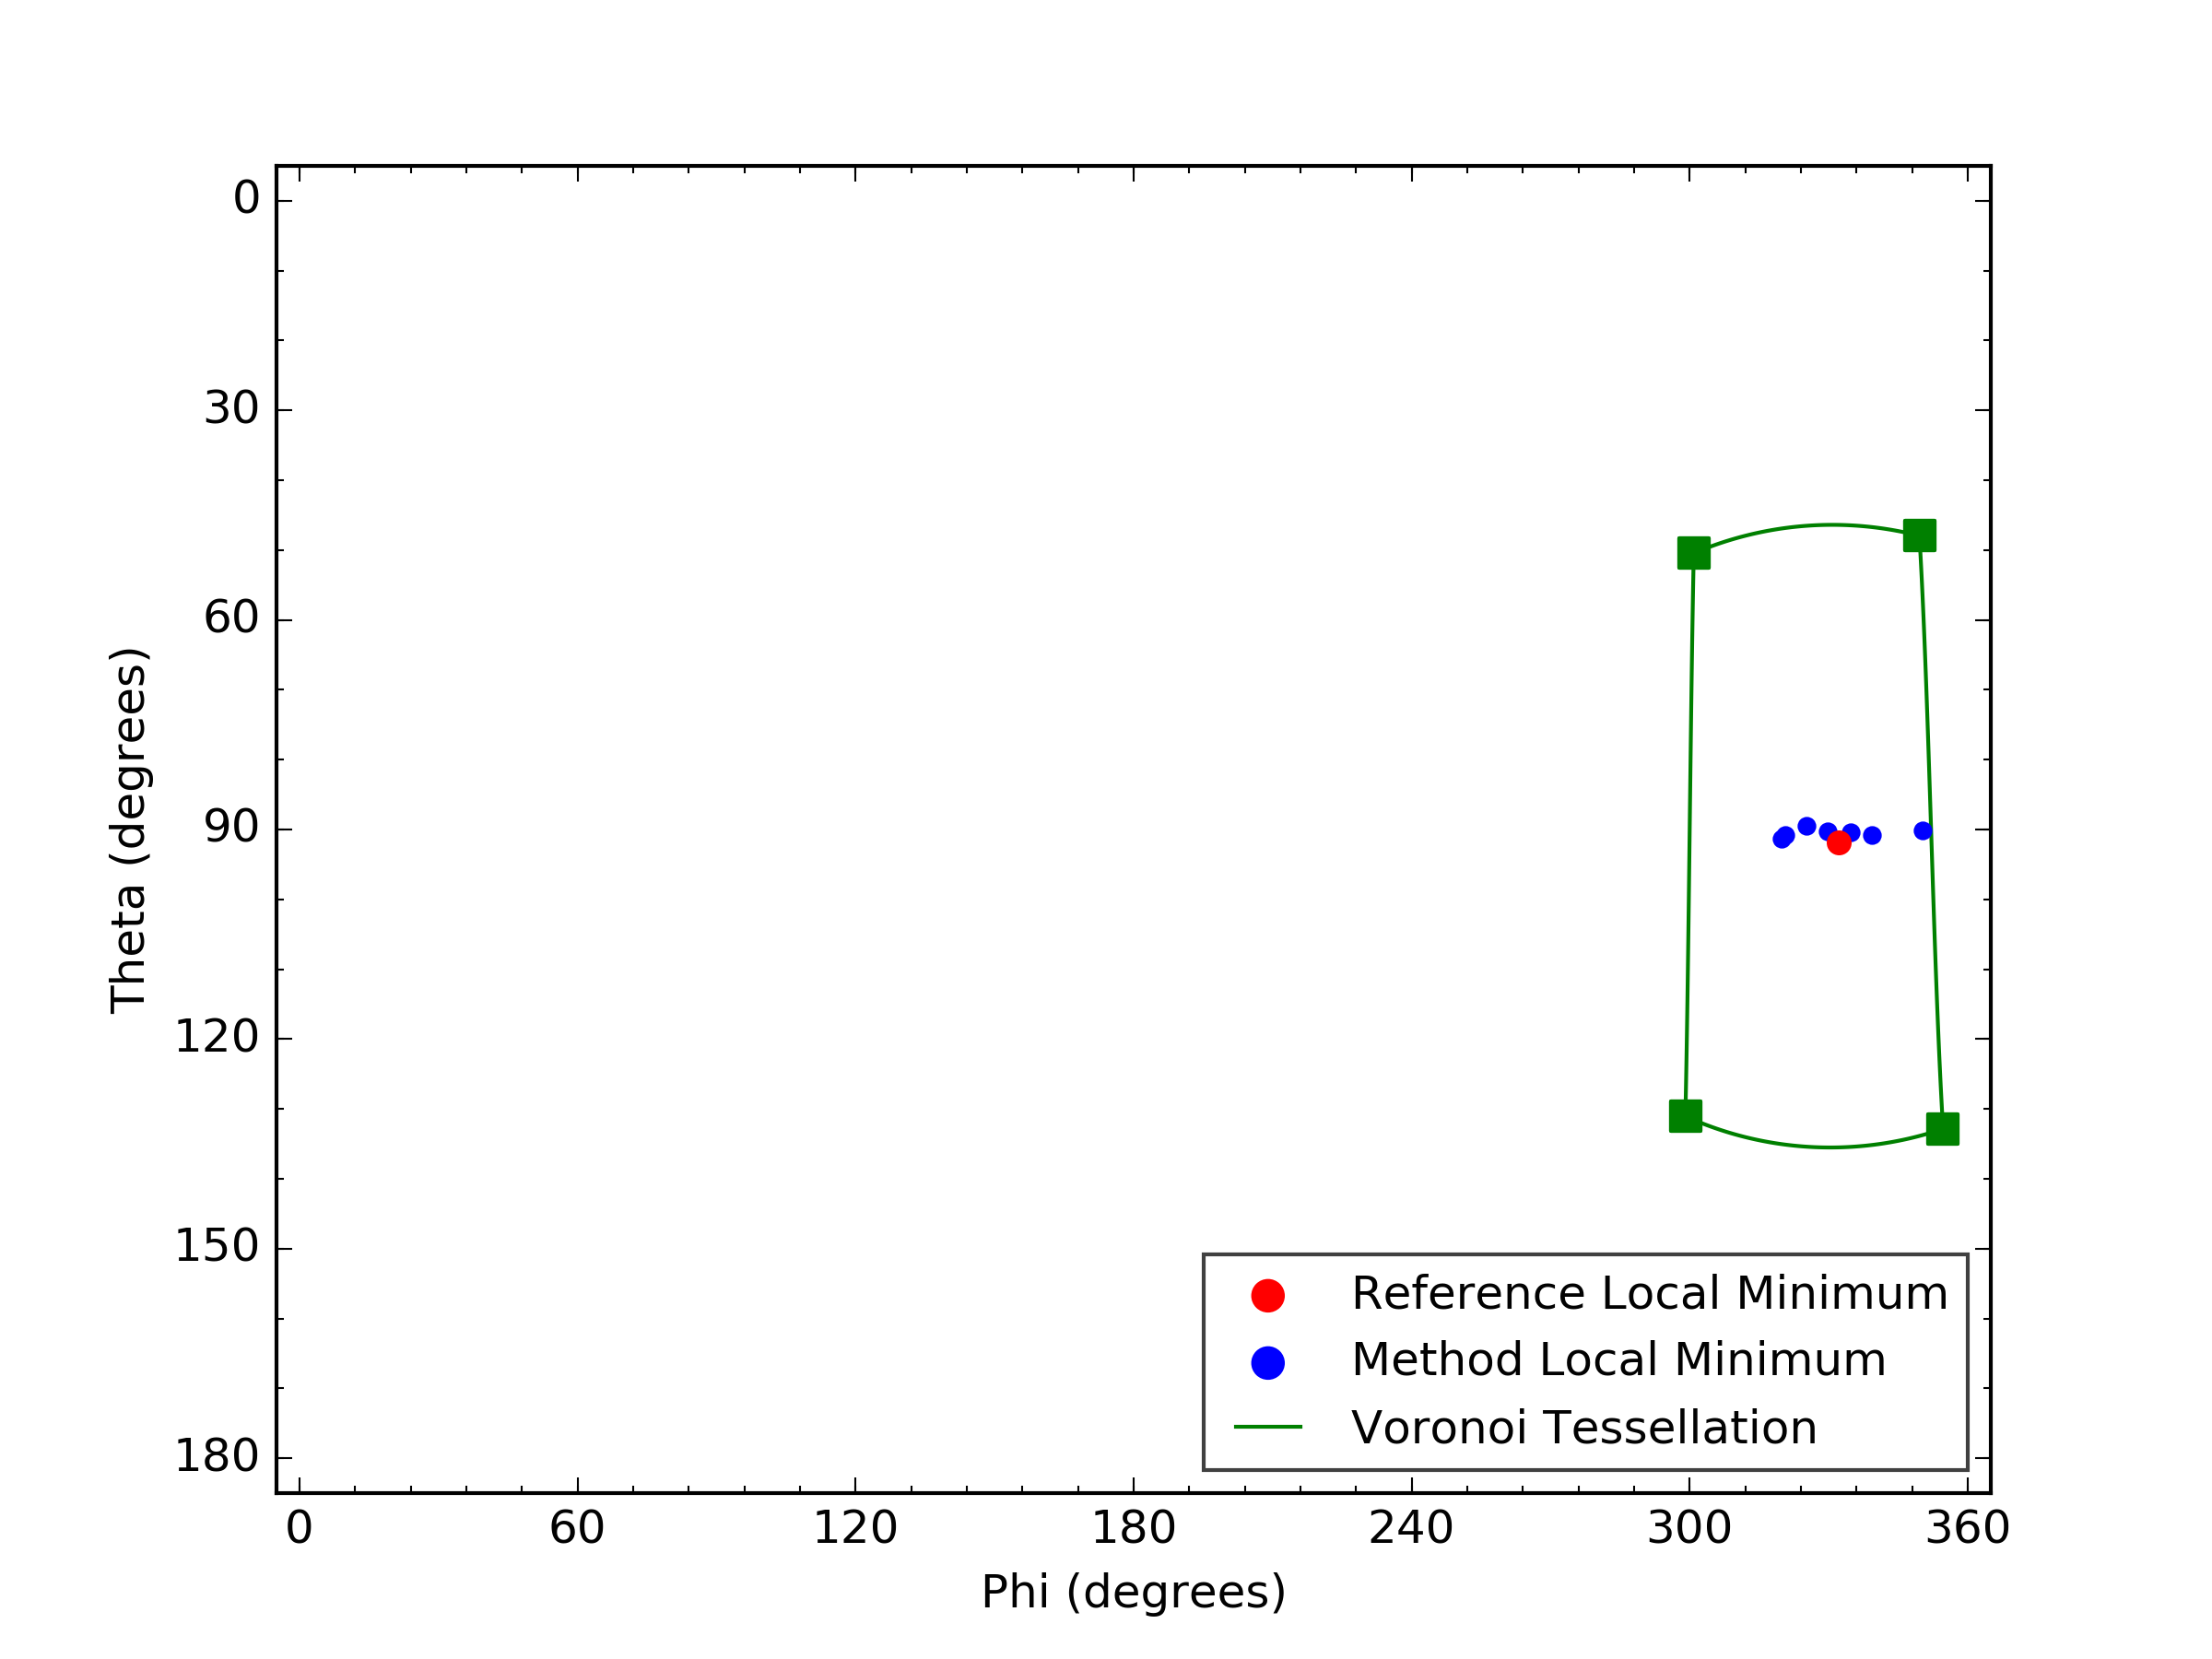 0
30
60
90
120
150
180
Theta (degrees)
Reference Local Minimum
Method Local Minimum
Voronoi Tessellation
0 60 120 180 240 300 360
Phi (degrees)